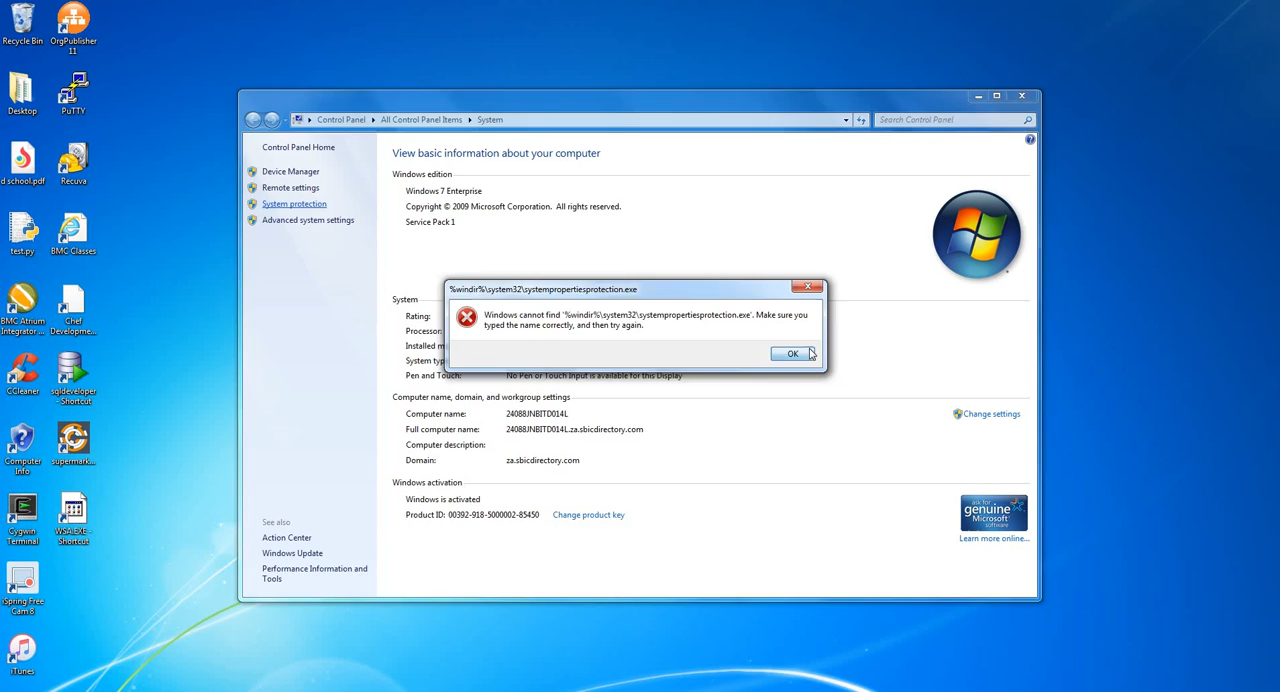 Recycle Bin
OrgPublisher
11
Desktop
PuTTY
d school.pdf
Recuva
test.py
BMC Classes
BMC Atrium
Integrator ...
Chef
Developme...
CCleaner
sqldeveloper
- Shortcut
Computer
Info
supermark...
Cygwin
Terminal
WSA.EXE -
Shortcut
iSpring Free
Cam 8
iTunes
Control Panel
All Control Panel Items
System
Search Control Panel
Control Panel Home
Device Manager
Remote settings
System protection
Advanced system settings
See also
Action Center
Windows Update
Performance Information and
Tools
View basic information about your computer
Windows edition
Windows 7 Enterprise
Copyright © 2009 Microsoft Corporation. All rights reserved.
Service Pack 1
System
Rating:
Processor:
Installed m
System typ
Pen and Touch: No Pen or Touch Input is available for this Display
%windir%\system32\systempropertiesprotection.exe
Windows cannot find '%windir%\system32\systempropertiesprotection.exe'. Make sure you
typed the name correctly, and then try again.
OK
Computer name, domain, and workgroup settings
Computer name: 24088JNBITD014L
Change settings
Full computer name: 24088JNBITD014L.za.sbicdirectory.com
Computer description:
Domain: za.sbicdirectory.com
Windows activation
Windows is activated
Product ID: 00392-918-5000002-85450 Change product key
ask for
genuine
Microsoft
software
Learn more online...